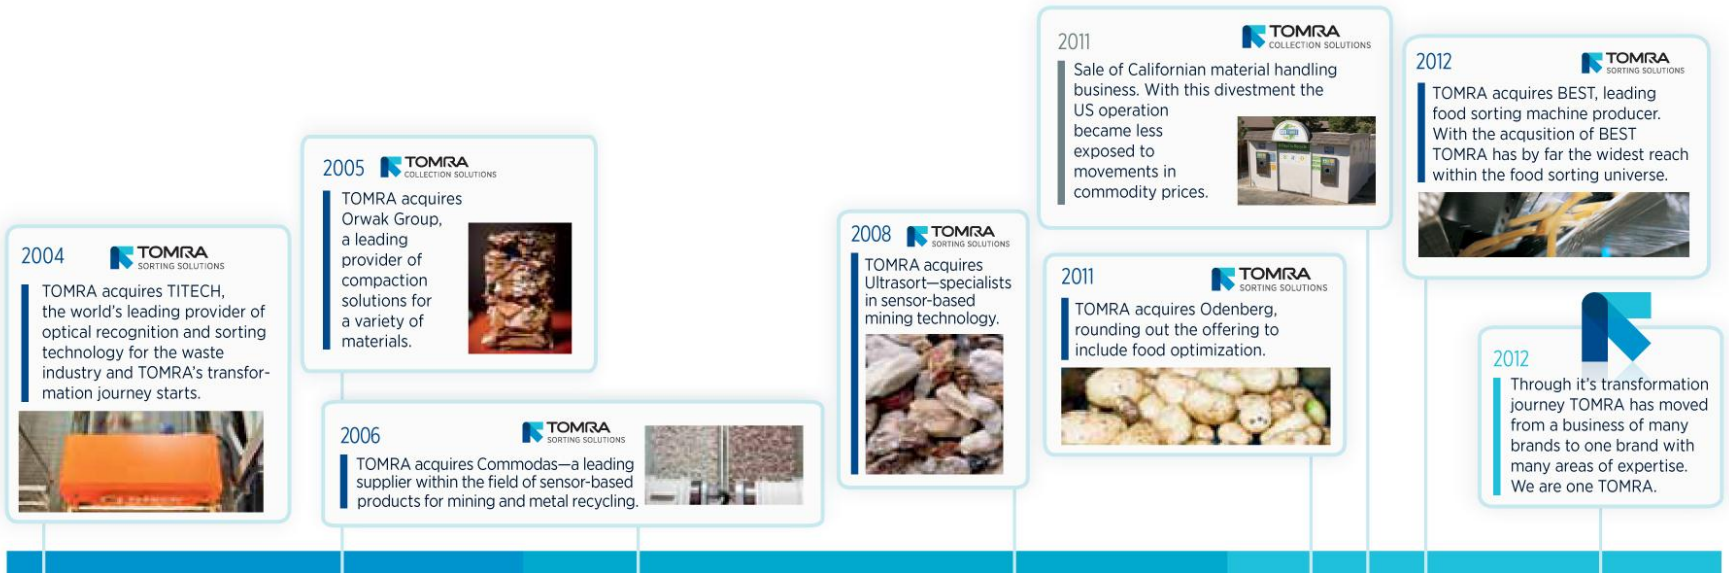 2004
TOMRA
SORTING SOLUTIONS
TOMRA acquires TITECH,
the world's leading provider of
optical recognition and sorting
technology for the waste
industry and TOMRA's transfor-
mation journey starts.
2005
TOMRA
COLLECTION SOLUTIONS
TOMRA acquires
Orwak Group,
a leading
provider of
compaction
solutions for
a variety of
materials.
2006
TOMRA
SORTING SOLUTIONS
TOMRA acquires Commodas—a leading
supplier within the field of sensor-based
products for mining and metal recycling.
2008
TOMRA
SORTING SOLUTIONS
TOMRA acquires
Ultrasort—specialists
in sensor-based
mining technology.
2011
TOMRA
COLLECTION SOLUTIONS
Sale of Californian material handling
business. With this divestment the
US operation
became less
exposed to
movements in
commodity prices.
2011
TOMRA
SORTING SOLUTIONS
TOMRA acquires Odenberg,
rounding out the offering to
include food optimization.
2012
TOMRA
SORTING SOLUTIONS
TOMRA acquires BEST, leading
food sorting machine producer.
With the acqusition of BEST
TOMRA has by far the widest reach
within the food sorting universe.
2012
Through it's transformation
journey TOMRA has moved
from a business of many
brands to one brand with
many areas of expertise.
We are one TOMRA.